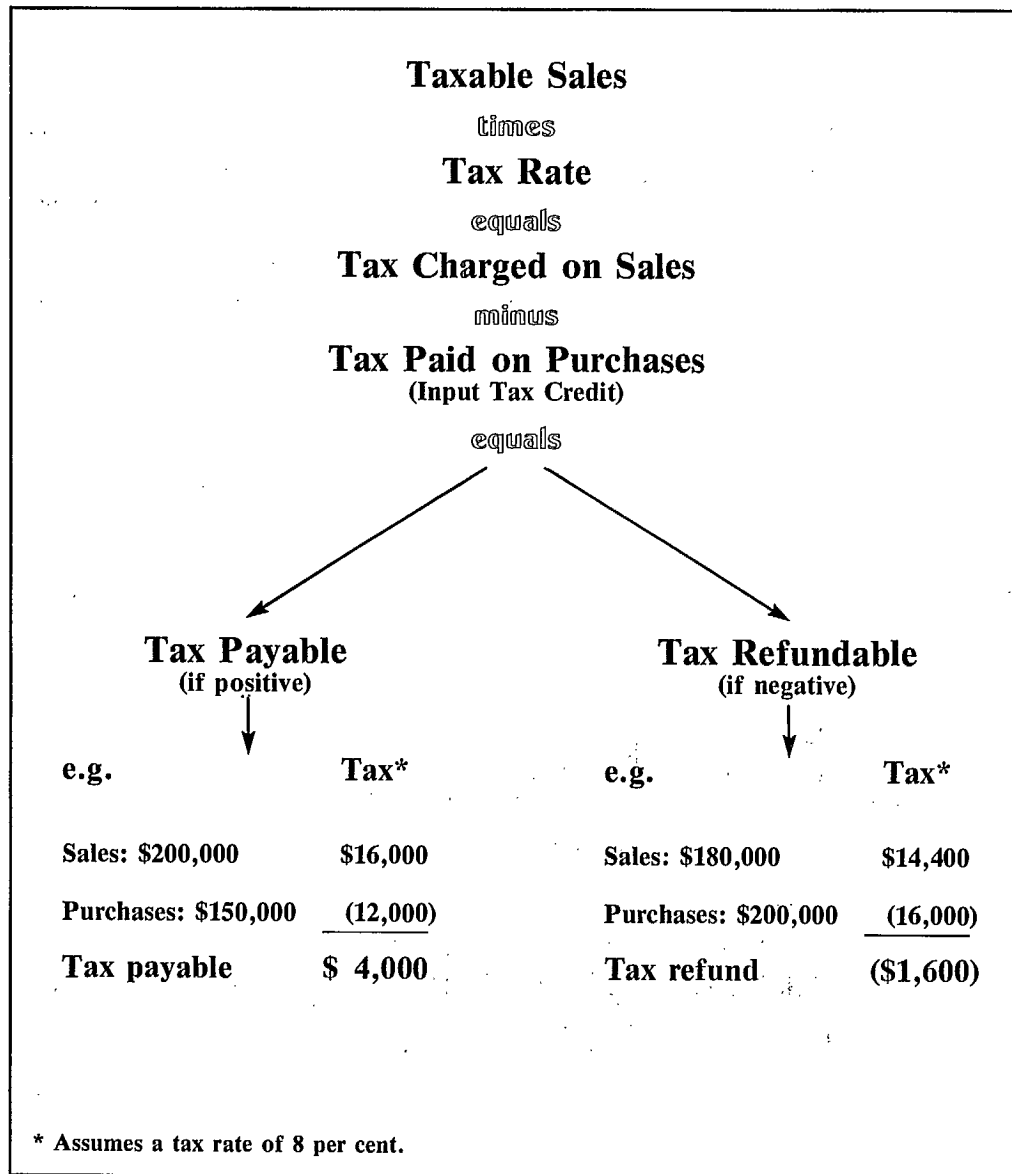 Taxable Sales
times
Tax Rate
equals
Tax Charged on Sales
minus
Tax Paid on Purchases
(Input Tax Credit)
equals
Tax Payable
(if positive)
e.g. Tax*
Sales: $200,000 $16,000
Purchases: $150,000 (12,000)
Tax payable $ 4,000
Tax Refundable
(if negative)
e.g. Tax*
Sales: $180,000 $14,400
Purchases: $200,000 (16,000)
Tax refund ($1,600)
* Assumes a tax rate of 8 per cent.